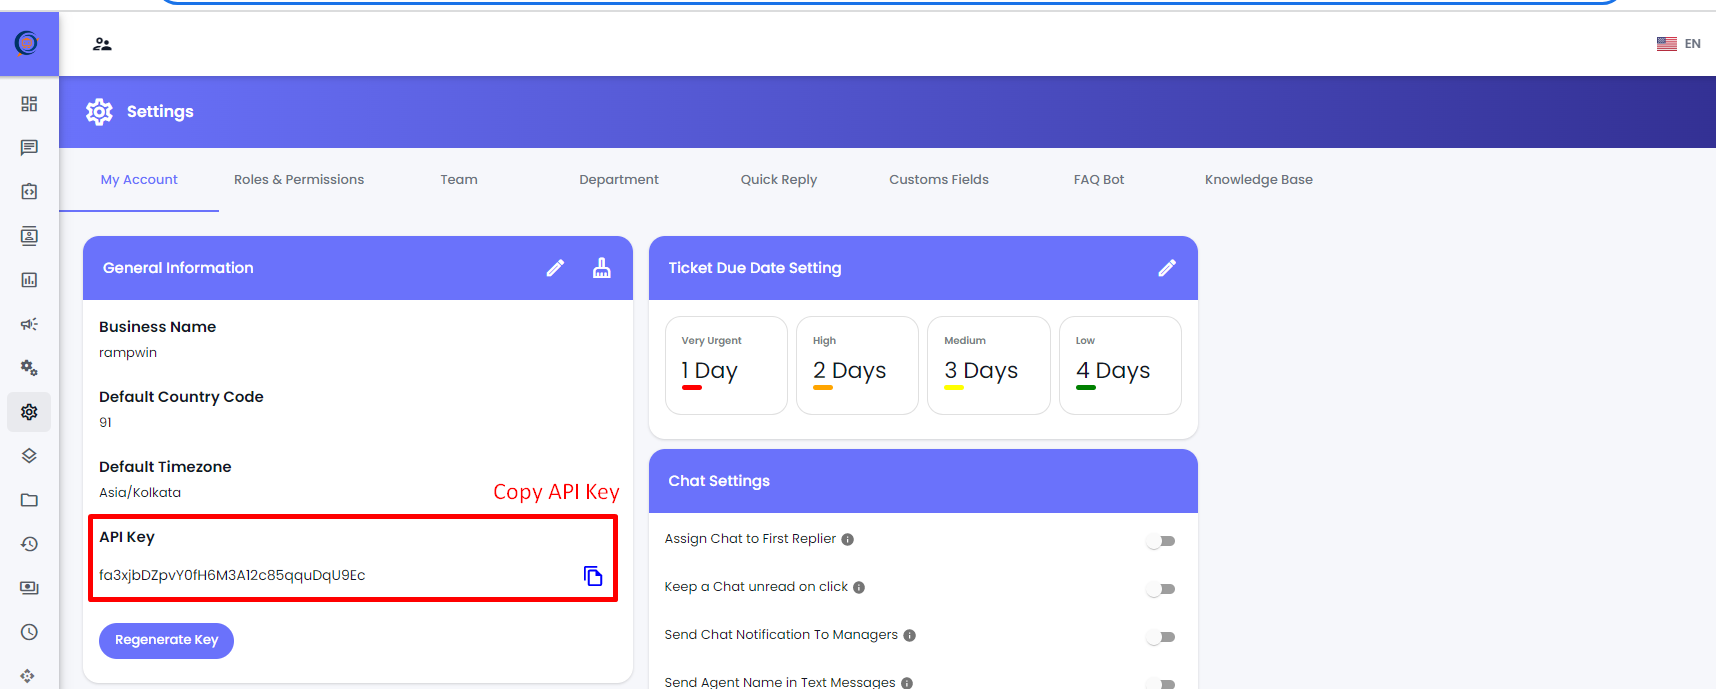 EN
Settings
My Account Roles & Permissions Team Department Quick Reply Customs Fields FAQ Bot Knowledge Base
General Information
Business Name
rampwin
Default Country Code
91
Default Timezone
Asia/Kolkata
Copy API Key
API Key
fa3xjbDZpvY0fH6M3A12c85qquDqU9Ec
Regenerate Key
Ticket Due Date Setting
Very Urgent High Medium Low
1 Day 2 Days 3 Days 4 Days
Chat Settings
Assign Chat to First Replier
Keep a Chat unread on click
Send Chat Notification To Managers
Send Agent Name in Text Messages